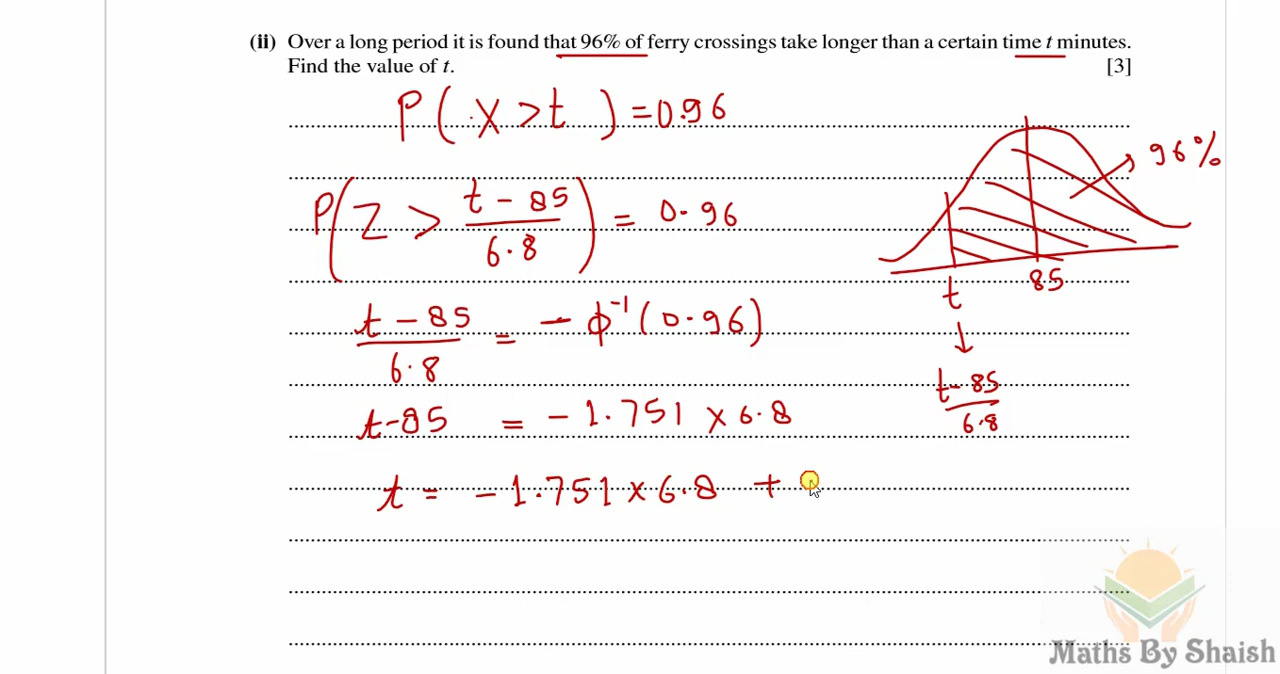 (ii) Over a long period it is found that 96% of ferry crossings take longer than a certain time t minutes.
Find the value of t. [3]
P(X > t) = 0.96
96%
P(Z > (t - 85)/6.8) = 0.96
t
85
(t - 85)/6.8 = - ϕ⁻¹(0.96)
(t - 85)/6.8
t - 85 = - 1.751 × 6.8
t = - 1.751 × 6.8 +
Maths By Shaish